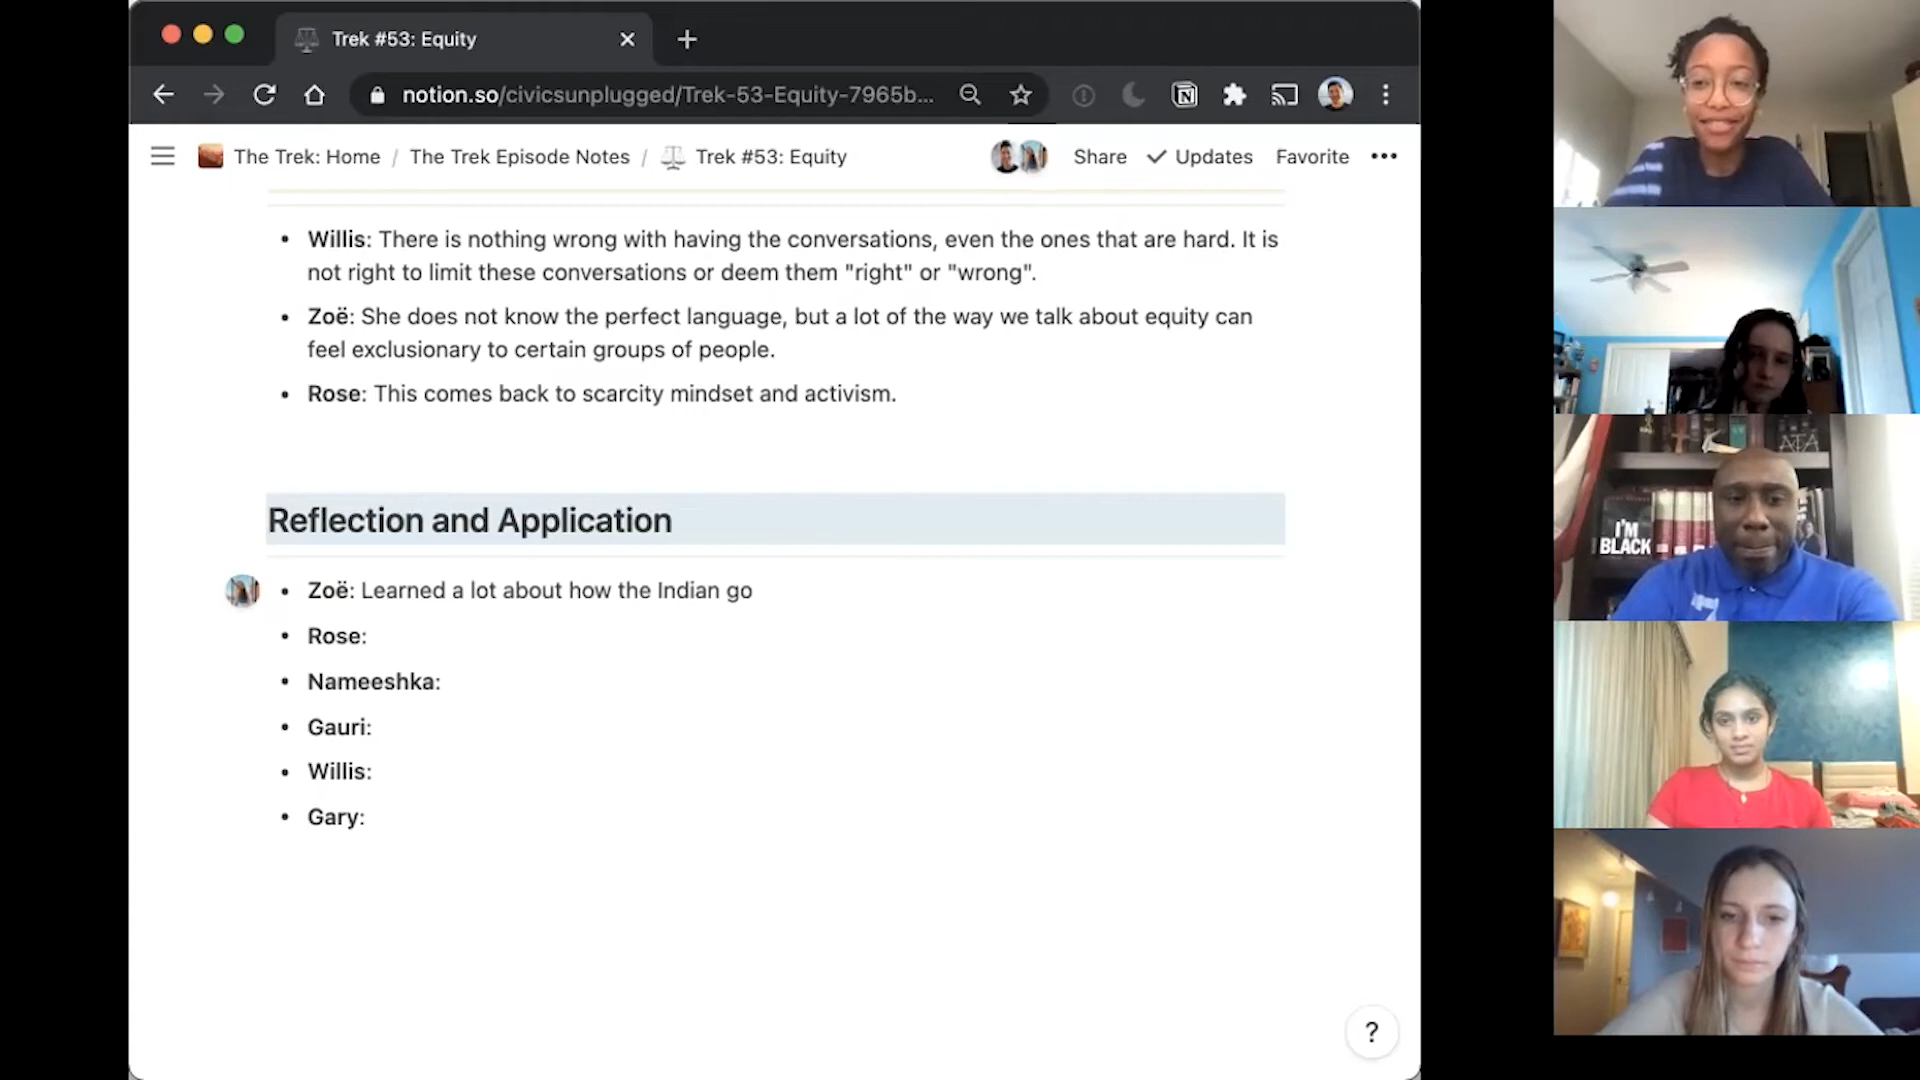 Trek #53: Equity
notion.so/civicsunplugged/Trek-53-Equity-7965b...
The Trek: Home / The Trek Episode Notes / Trek #53: Equity
Share Updates Favorite
• Willis: There is nothing wrong with having the conversations, even the ones that are hard. It is
not right to limit these conversations or deem them "right" or "wrong".
• Zoë: She does not know the perfect language, but a lot of the way we talk about equity can
feel exclusionary to certain groups of people.
• Rose: This comes back to scarcity mindset and activism.
Reflection and Application
• Zoë: Learned a lot about how the Indian go
• Rose:
• Nameeshka:
• Gauri:
• Willis:
• Gary:
?
ATA
I'M
BLACK